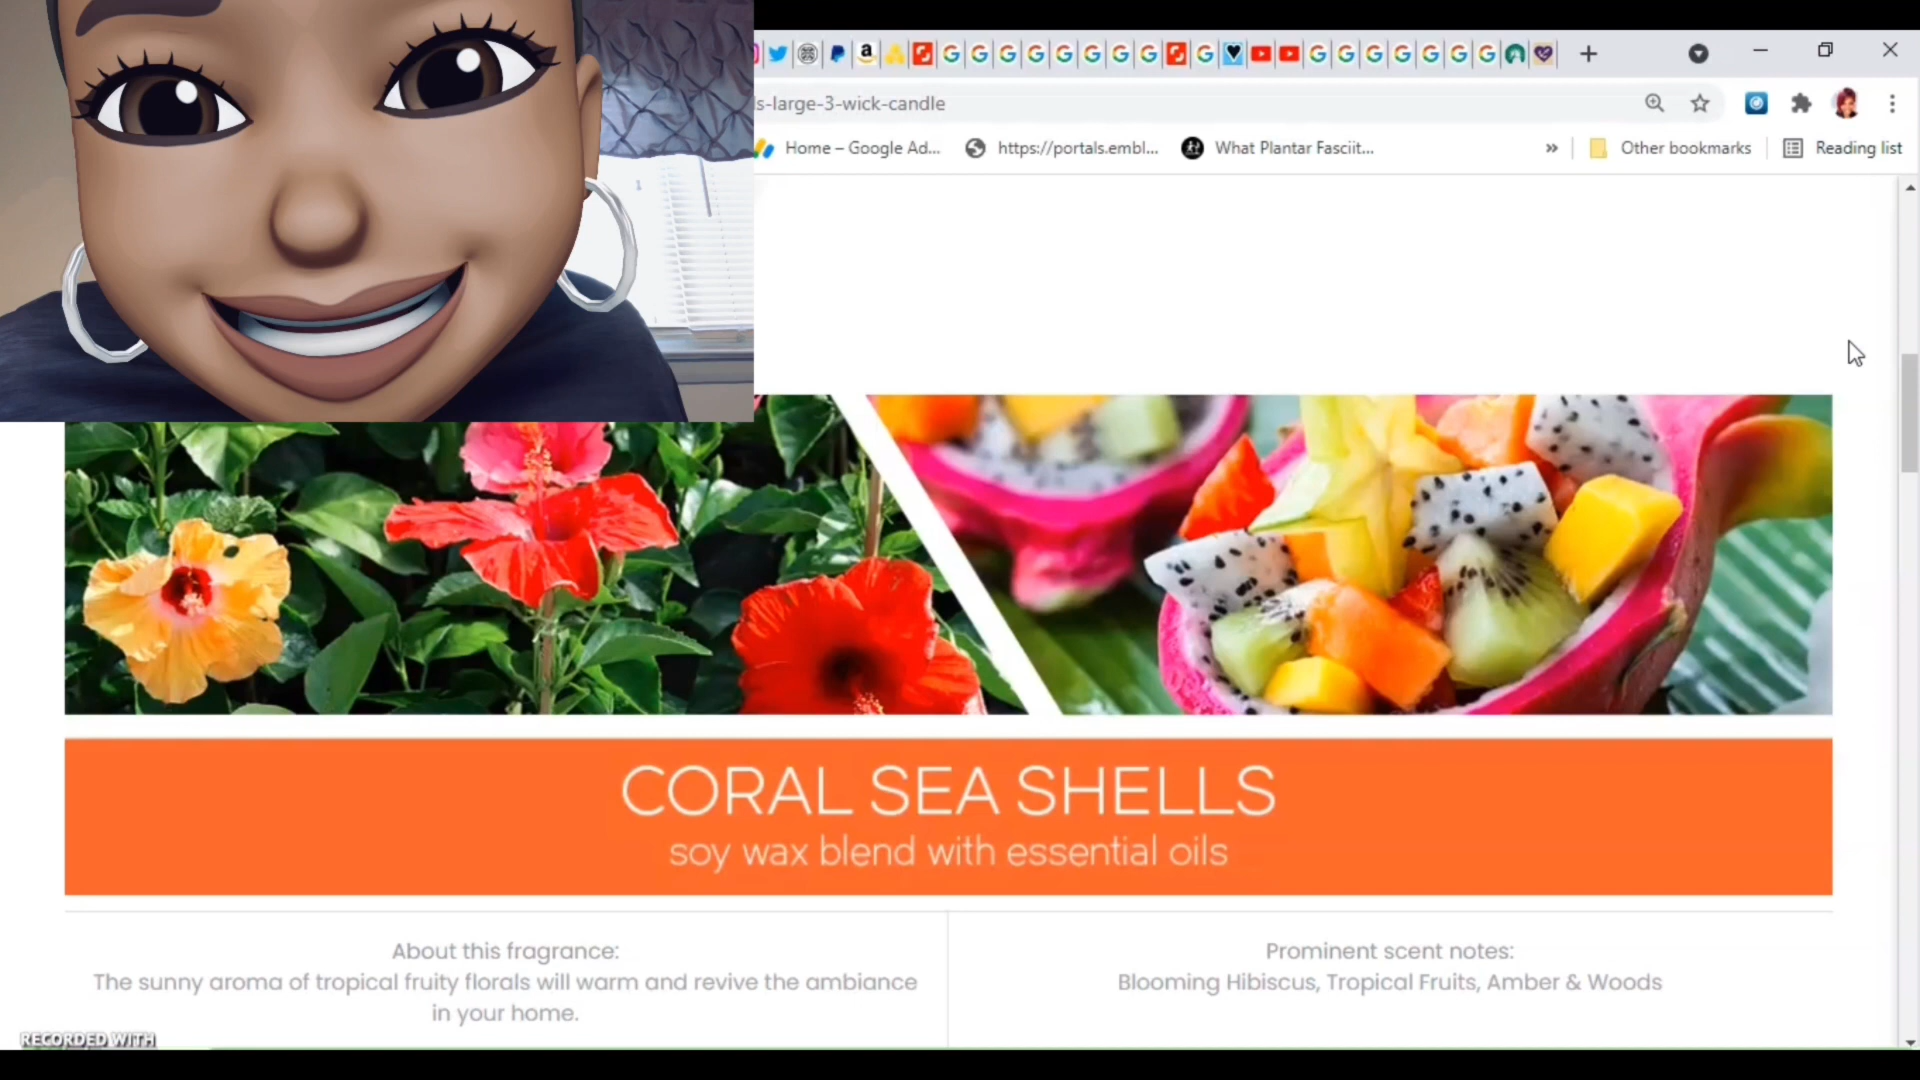 s-large-3-wick-candle
Home – Google Ad...
https://portals.embl...
What Plantar Fasciit...
»
Other bookmarks
Reading list
CORAL SEA SHELLS
soy wax blend with essential oils
About this fragrance:
The sunny aroma of tropical fruity florals will warm and revive the ambiance
in your home.
Prominent scent notes:
Blooming Hibiscus, Tropical Fruits, Amber & Woods
RECORDED WITH